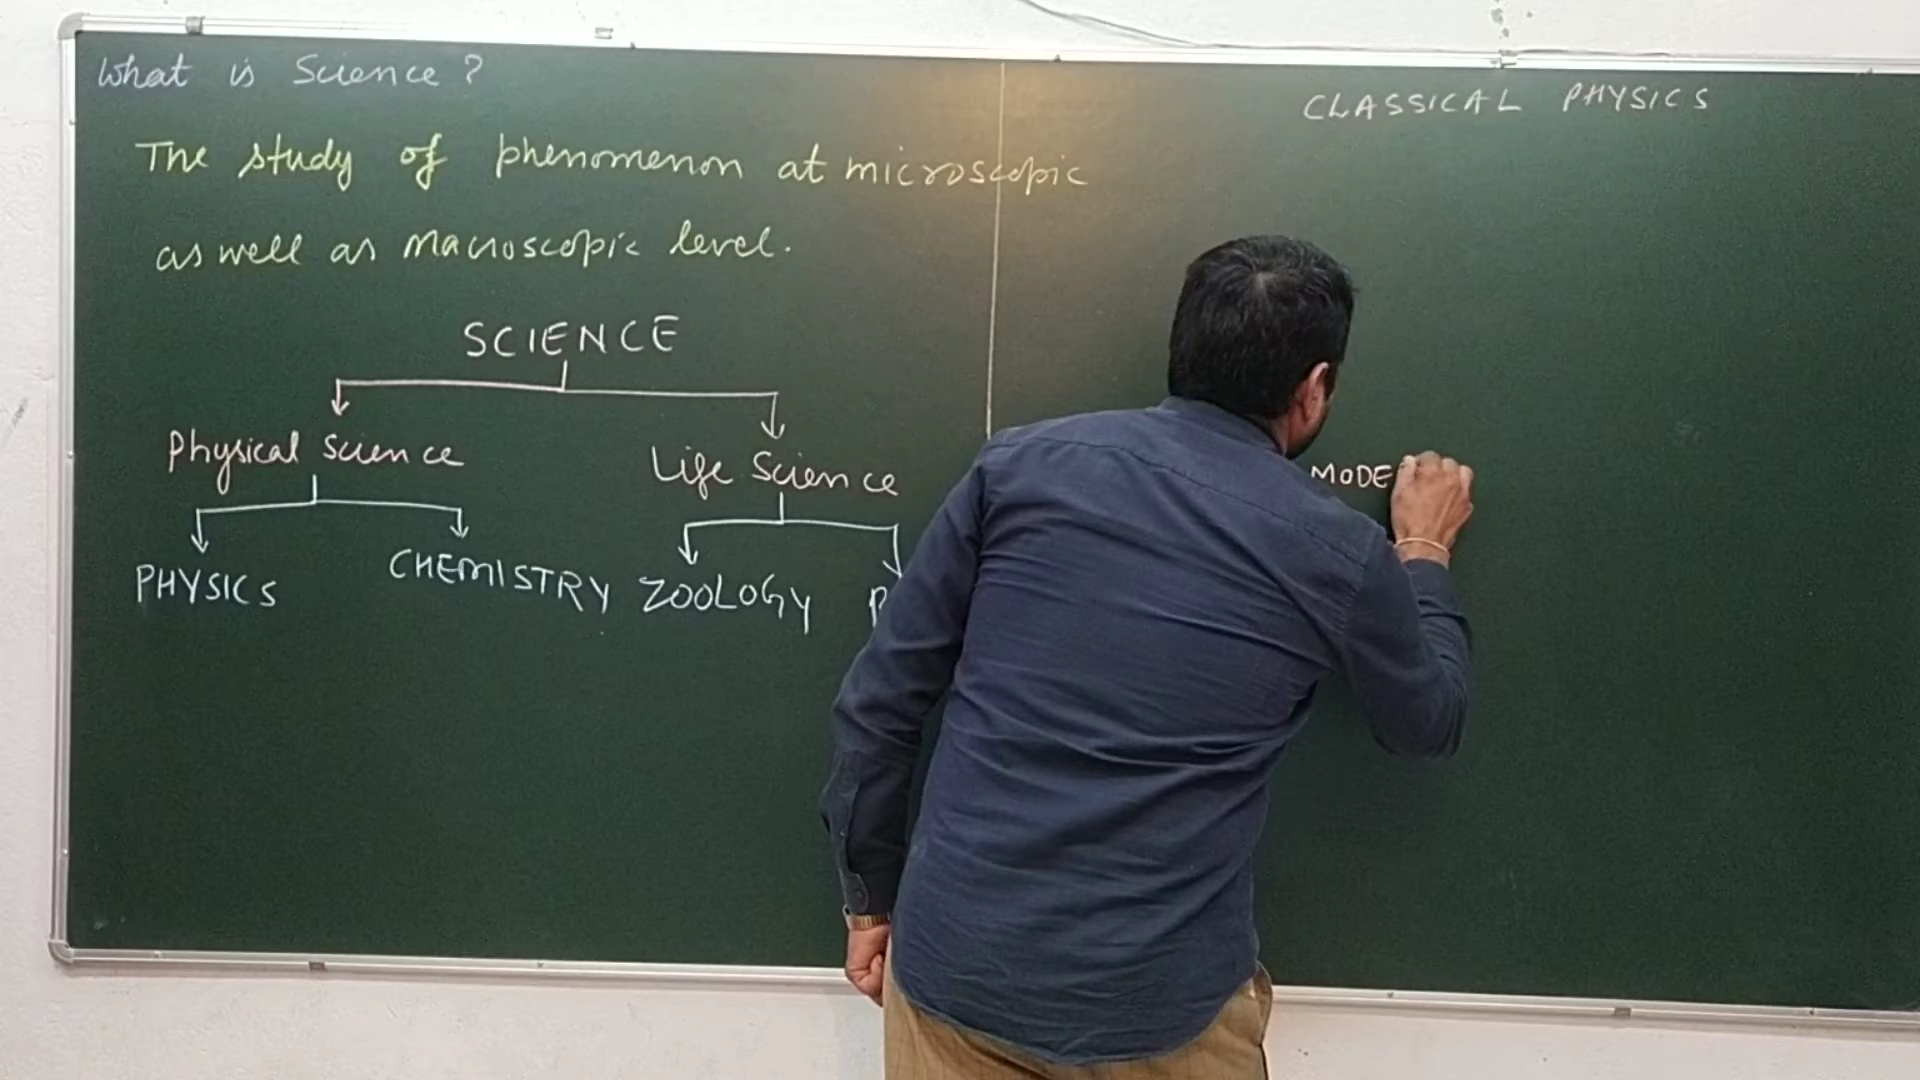 What is Science?
The study of phenomenon at microscopic
as well as Macroscopic level.
SCIENCE
Physical Science
Life Science
PHYSICS
CHEMISTRY
ZOOLOGY
CLASSICAL PHYSICS
MODE